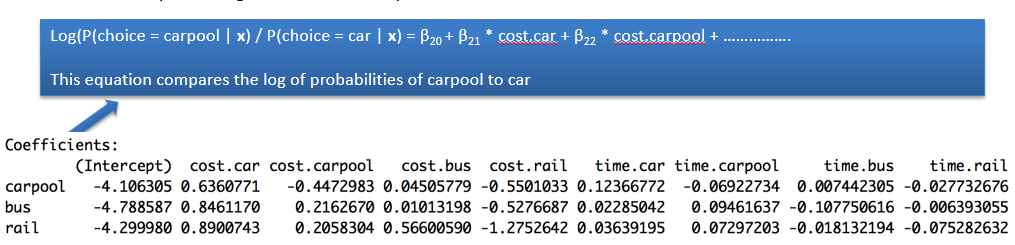 Log(P(choice = carpool | x) / P(choice = car | x) = β20 + β21 * cost.car + β22 * cost.carpool + ................
This equation compares the log of probabilities of carpool to car
Coefficients:
(Intercept) cost.car cost.carpool cost.bus cost.rail time.car time.carpool time.bus time.rail
carpool -4.106305 0.6360771 -0.4472983 0.04505779 -0.5501033 0.12366772 -0.06922734 0.007442305 -0.027732676
bus -4.788587 0.8461170 0.2162670 0.01013198 -0.5276687 0.02285042 0.09461637 -0.107750616 -0.006393055
rail -4.299980 0.8900743 0.2058304 0.56600590 -1.2752642 0.03639195 0.07297203 -0.018132194 -0.075282632